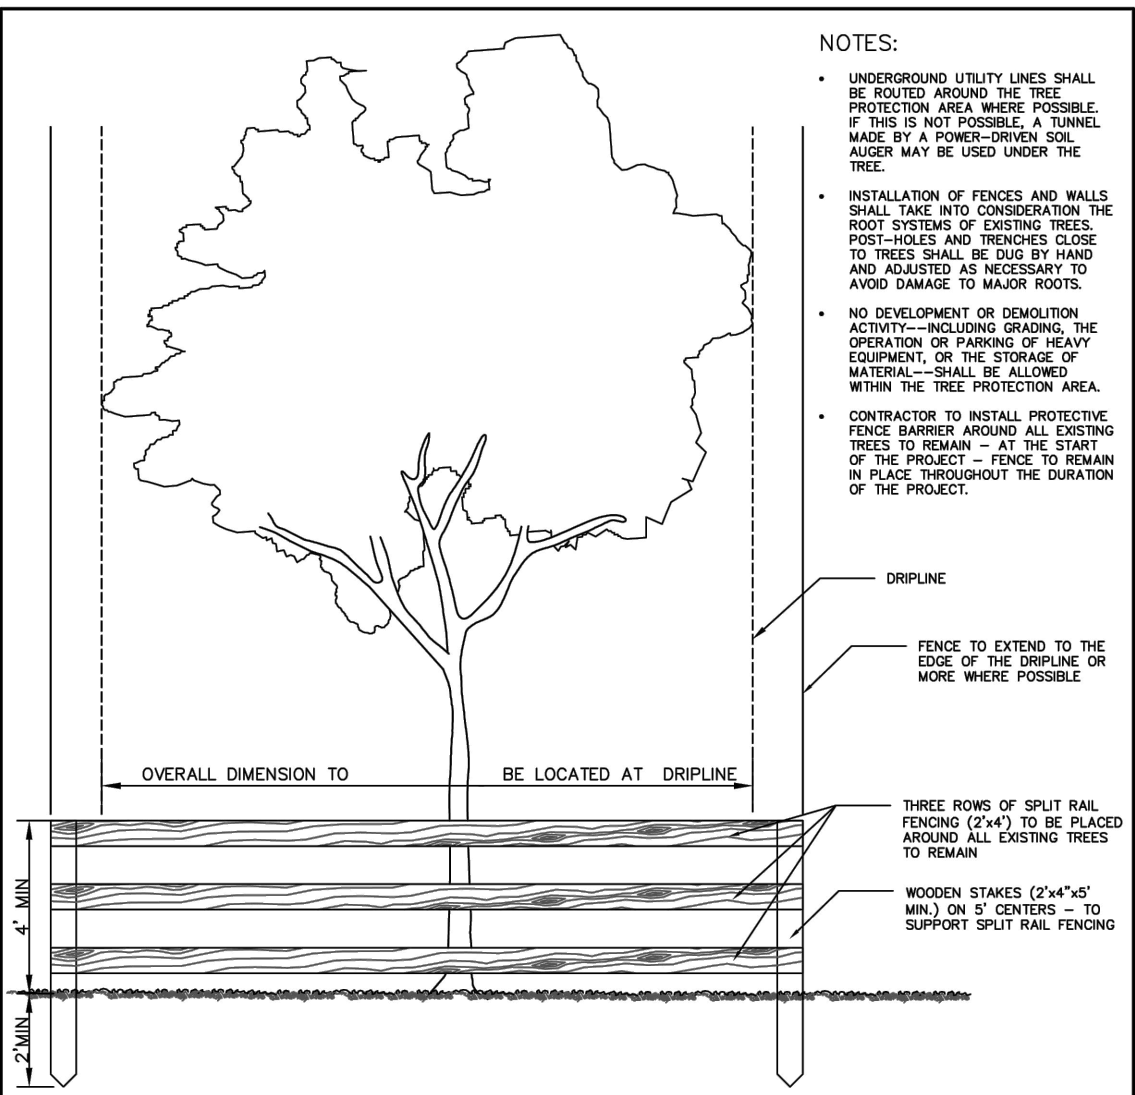 NOTES:
• UNDERGROUND UTILITY LINES SHALL
BE ROUTED AROUND THE TREE
PROTECTION AREA WHERE POSSIBLE.
IF THIS IS NOT POSSIBLE, A TUNNEL
MADE BY A POWER-DRIVEN SOIL
AUGER MAY BE USED UNDER THE
TREE.
• INSTALLATION OF FENCES AND WALLS
SHALL TAKE INTO CONSIDERATION THE
ROOT SYSTEMS OF EXISTING TREES.
POST-HOLES AND TRENCHES CLOSE
TO TREES SHALL BE DUG BY HAND
AND ADJUSTED AS NECESSARY TO
AVOID DAMAGE TO MAJOR ROOTS.
• NO DEVELOPMENT OR DEMOLITION
ACTIVITY--INCLUDING GRADING, THE
OPERATION OR PARKING OF HEAVY
EQUIPMENT, OR THE STORAGE OF
MATERIAL--SHALL BE ALLOWED
WITHIN THE TREE PROTECTION AREA.
• CONTRACTOR TO INSTALL PROTECTIVE
FENCE BARRIER AROUND ALL EXISTING
TREES TO REMAIN - AT THE START
OF THE PROJECT - FENCE TO REMAIN
IN PLACE THROUGHOUT THE DURATION
OF THE PROJECT.
DRIPLINE
FENCE TO EXTEND TO THE
EDGE OF THE DRIPLINE OR
MORE WHERE POSSIBLE
OVERALL DIMENSION TO BE LOCATED AT DRIPLINE
THREE ROWS OF SPLIT RAIL
FENCING (2'x4') TO BE PLACED
AROUND ALL EXISTING TREES
TO REMAIN
WOODEN STAKES (2'x4"x5'
MIN.) ON 5' CENTERS - TO
SUPPORT SPLIT RAIL FENCING
4' MIN
2'MIN